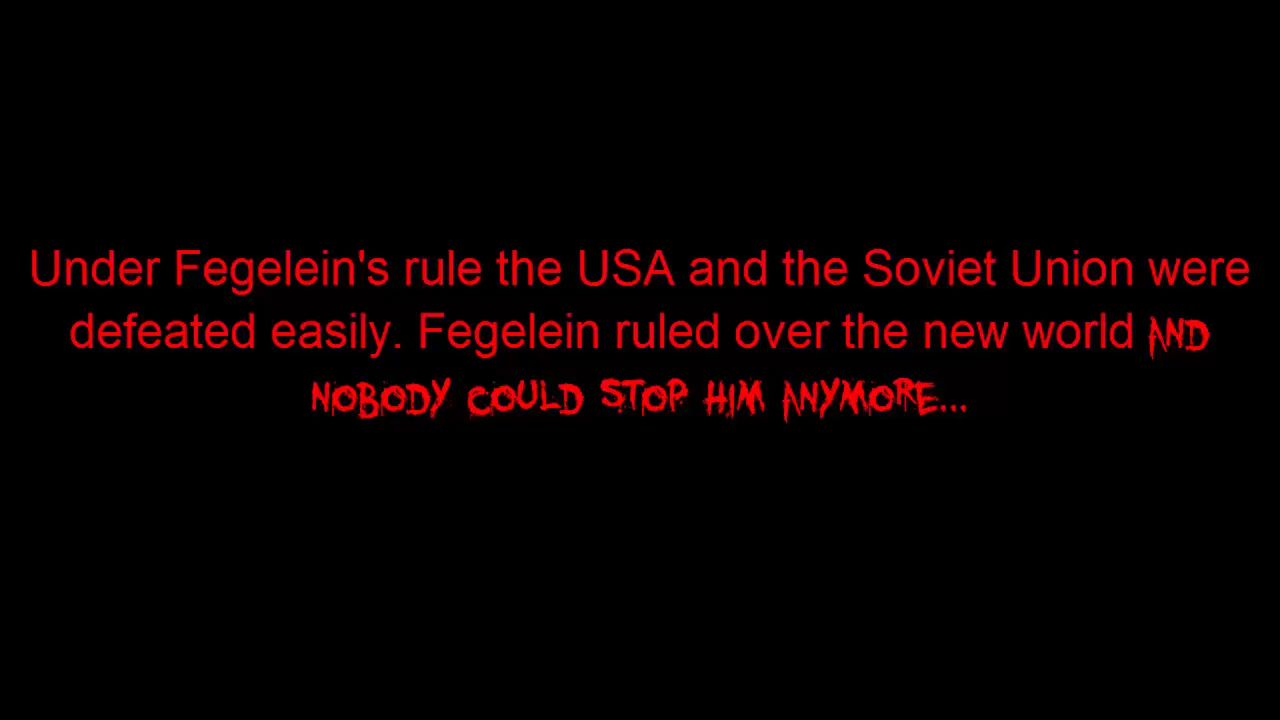 Under Fegelein's rule the USA and the Soviet Union were
defeated easily. Fegelein ruled over the new world AND
NOBODY COULD STOP HIM ANYMORE...